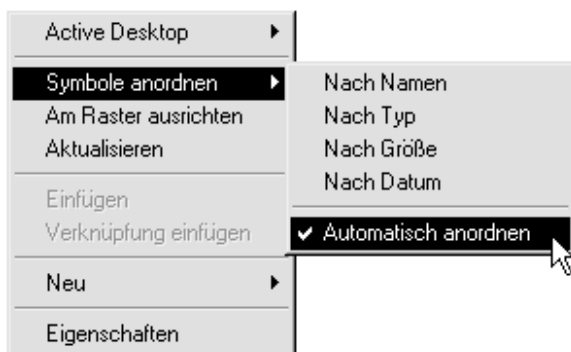 Active Desktop
Symbole anordnen
Am Raster ausrichten
Aktualisieren
Einfügen
Verknüpfung einfügen
Neu
Eigenschaften
Nach Namen
Nach Typ
Nach Größe
Nach Datum
Automatisch anordnen